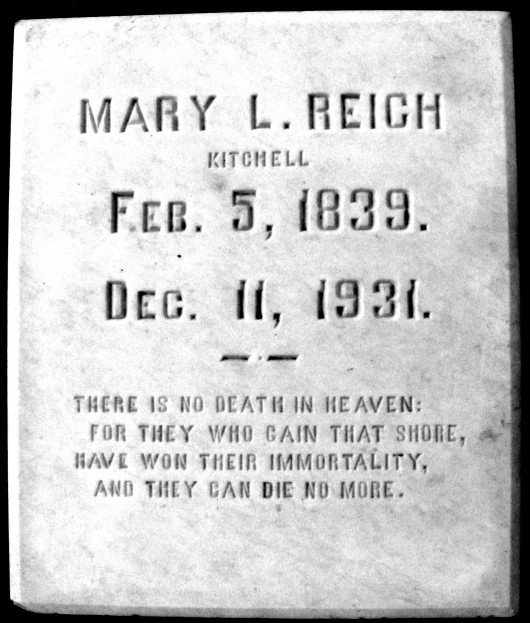 MARY L. REICH
KITCHELL
FEB. 5, 1839.
DEC. 11, 1931.
THERE IS NO DEATH IN HEAVEN:
FOR THEY WHO GAIN THAT SHORE,
HAVE WON THEIR IMMORTALITY,
AND THEY CAN DIE NO MORE.